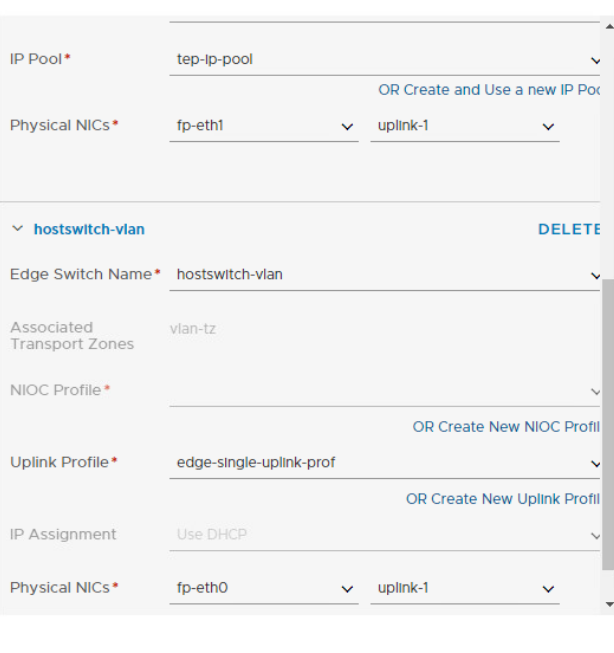 IP Pool* tep-ip-pool
OR Create and Use a new IP Poo
Physical NICs* fp-eth1 uplink-1
hostswitch-vlan DELETE
Edge Switch Name* hostswitch-vlan
Associated
Transport Zones
vlan-tz
NIOC Profile*
OR Create New NIOC Profil
Uplink Profile* edge-single-uplink-prof
OR Create New Uplink Profil
IP Assignment Use DHCP
Physical NICs* fp-eth0 uplink-1